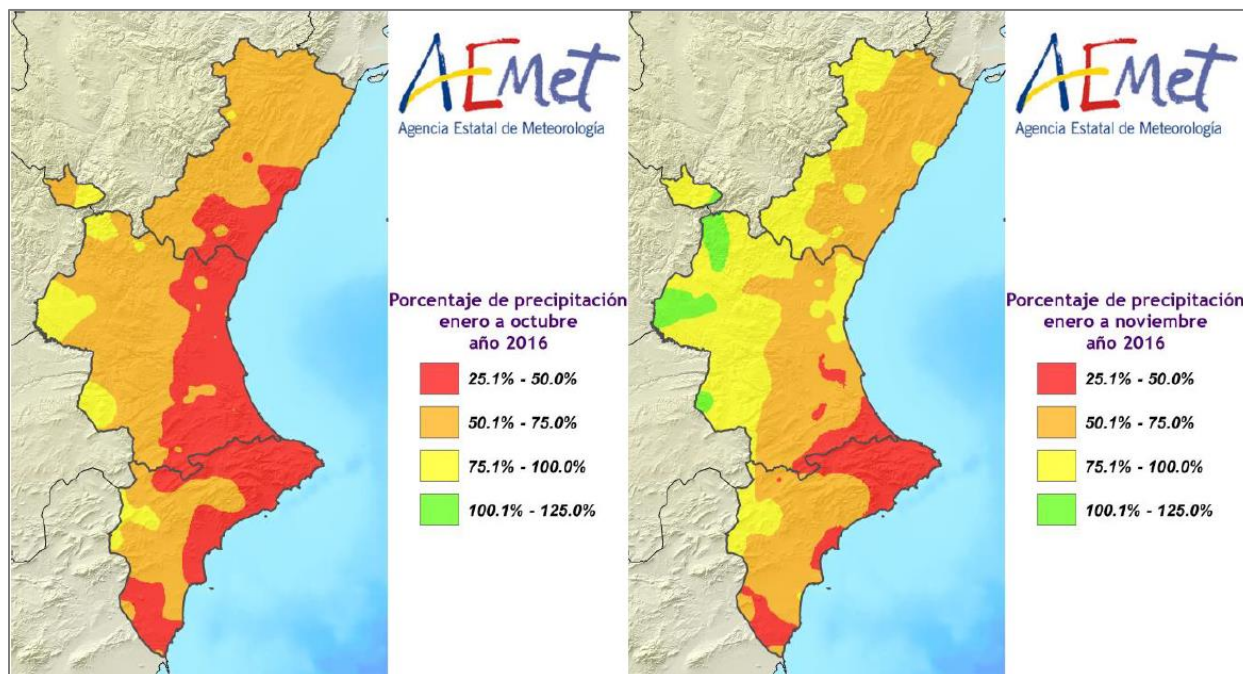 AEMet
Agencia Estatal de Meteorología
Porcentaje de precipitación
enero a octubre
año 2016
25.1% - 50.0%
50.1% - 75.0%
75.1% - 100.0%
100.1% - 125.0%
AEMet
Agencia Estatal de Meteorología
Porcentaje de precipitación
enero a noviembre
año 2016
25.1% - 50.0%
50.1% - 75.0%
75.1% - 100.0%
100.1% - 125.0%